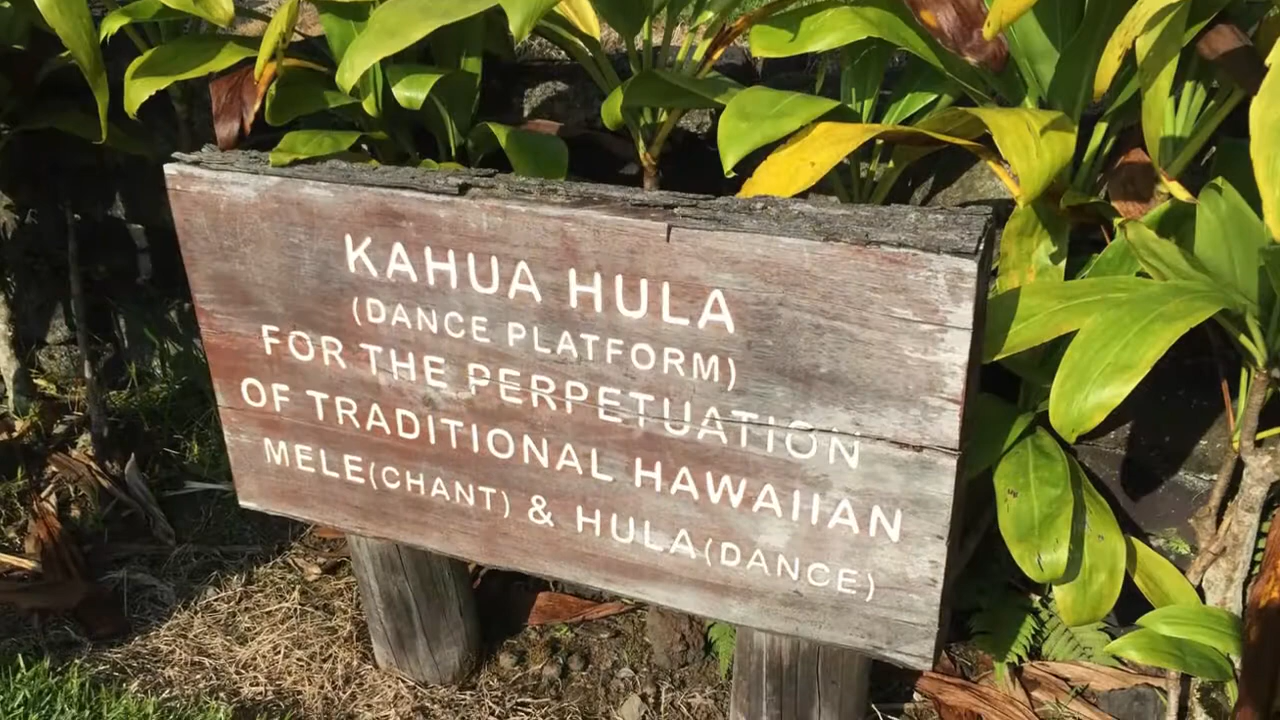 KAHUA HULA
(DANCE PLATFORM)
FOR THE PERPETUATION
OF TRADITIONAL HAWAIIAN
MELE(CHANT) & HULA(DANCE)